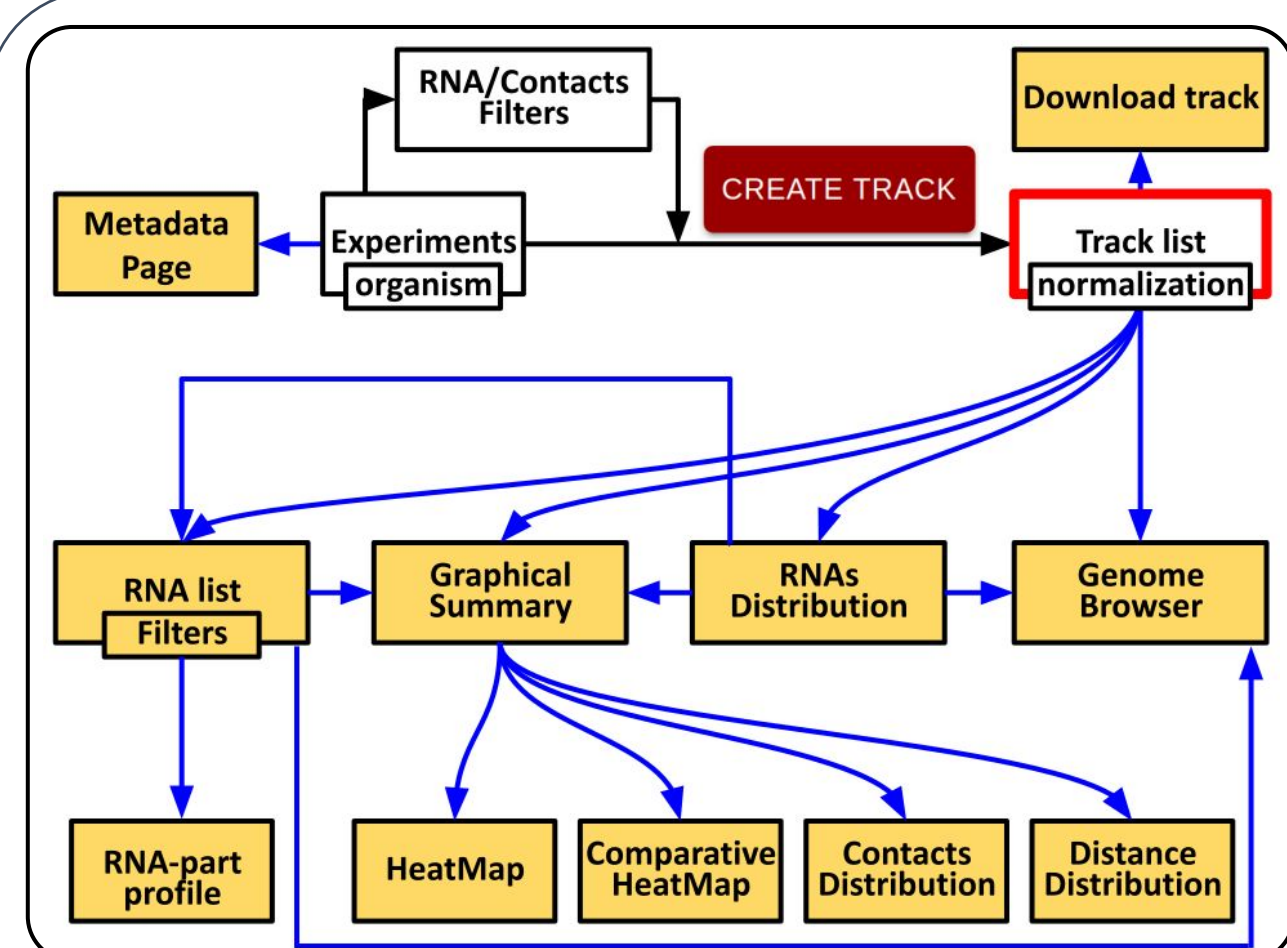 RNA/Contacts
Filters
Download track
CREATE TRACK
Metadata
Page
Experiments
organism
Track list
normalization
RNA list
Filters
Graphical
Summary
RNAs
Distribution
Genome
Browser
RNA-part
profile
HeatMap
Comparative
HeatMap
Contacts
Distribution
Distance
Distribution